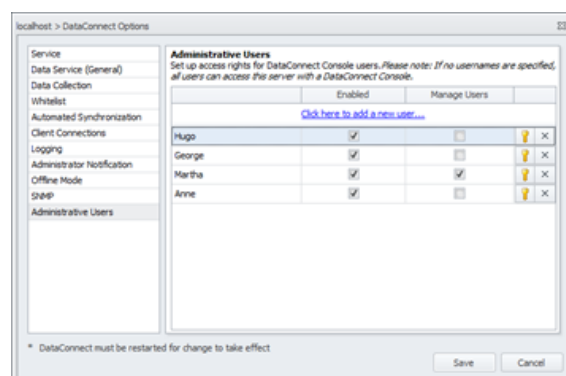 localhost > DataConnect Options
Service
Data Service (General)
Data Collection
Whitelist
Automated Synchronization
Client Connections
Logging
Administrator Notification
Offline Mode
SNMP
Administrative Users
Administrative Users
Set up access rights for DataConnect Console users. Please note: If no usernames are specified,
all users can access this server with a DataConnect Console.
Enabled Manage Users
Click here to add a new user....
Hugo
George
Martha
Anne
* DataConnect must be restarted for change to take effect
Save Cancel